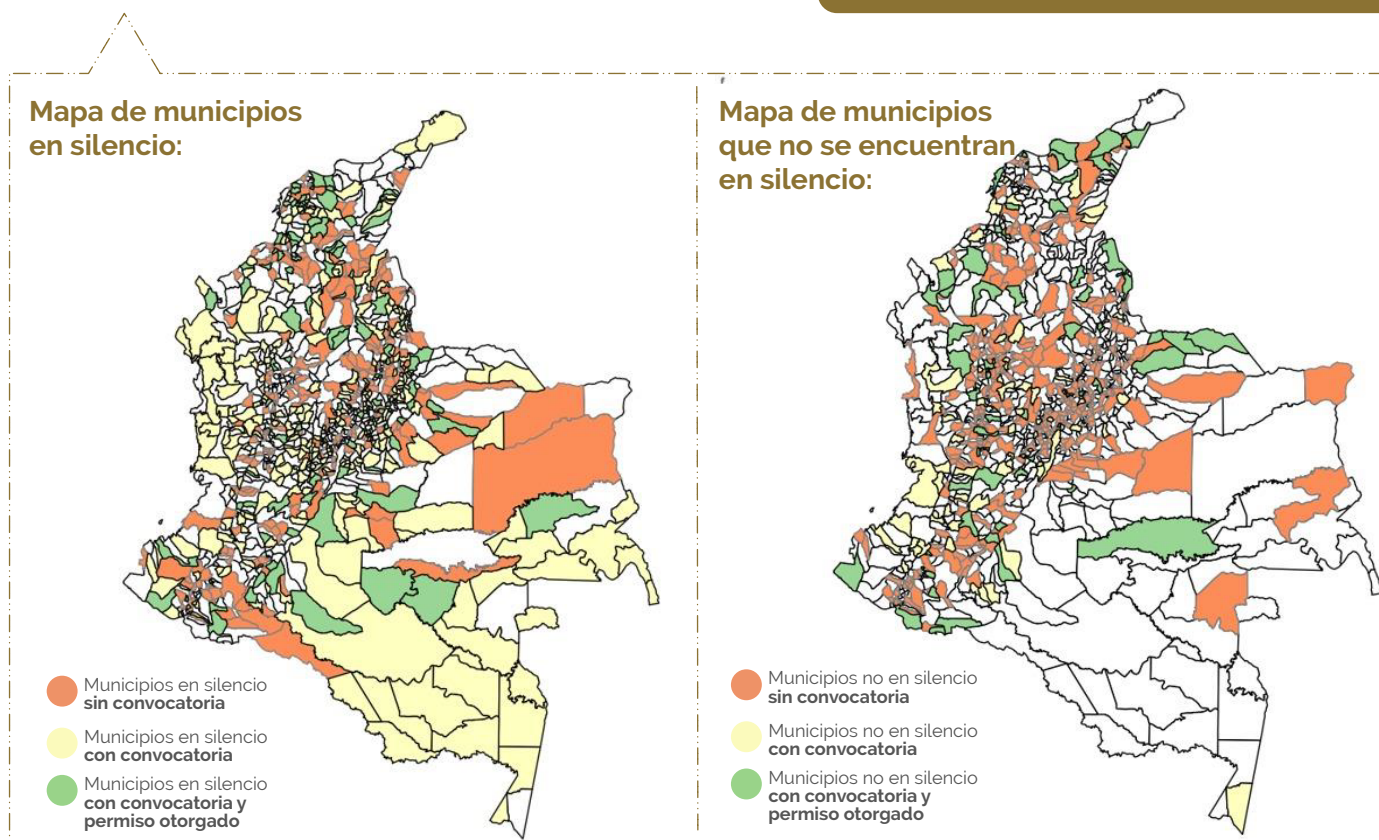 Mapa de municipios
en silencio:
Municipios en silencio
sin convocatoria
Municipios en silencio
con convocatoria
Municipios en silencio
con convocatoria y
permiso otorgado
Mapa de municipios
que no se encuentran
en silencio:
Municipios no en silencio
sin convocatoria
Municipios no en silencio
con convocatoria
Municipios no en silencio
con convocatoria y
permiso otorgado